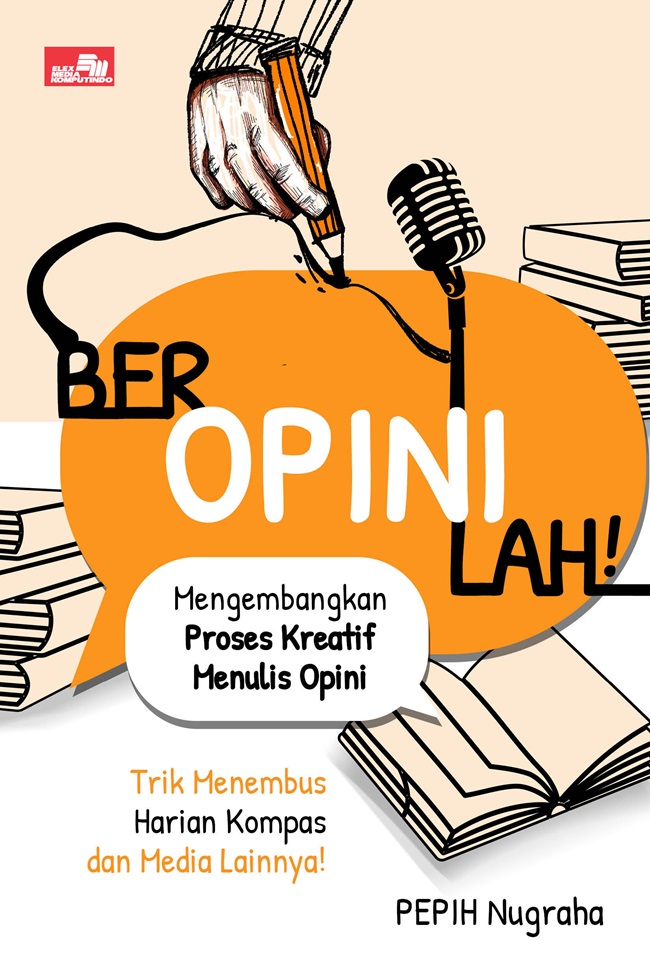 ELEX
MEDIA
KOMPUTINDO
BER
OPINI
LAH!
Mengembangkan
Proses Kreatif
Menulis Opini
Trik Menembus
Harian Kompas
dan Media Lainnya!
PEPIH Nugraha